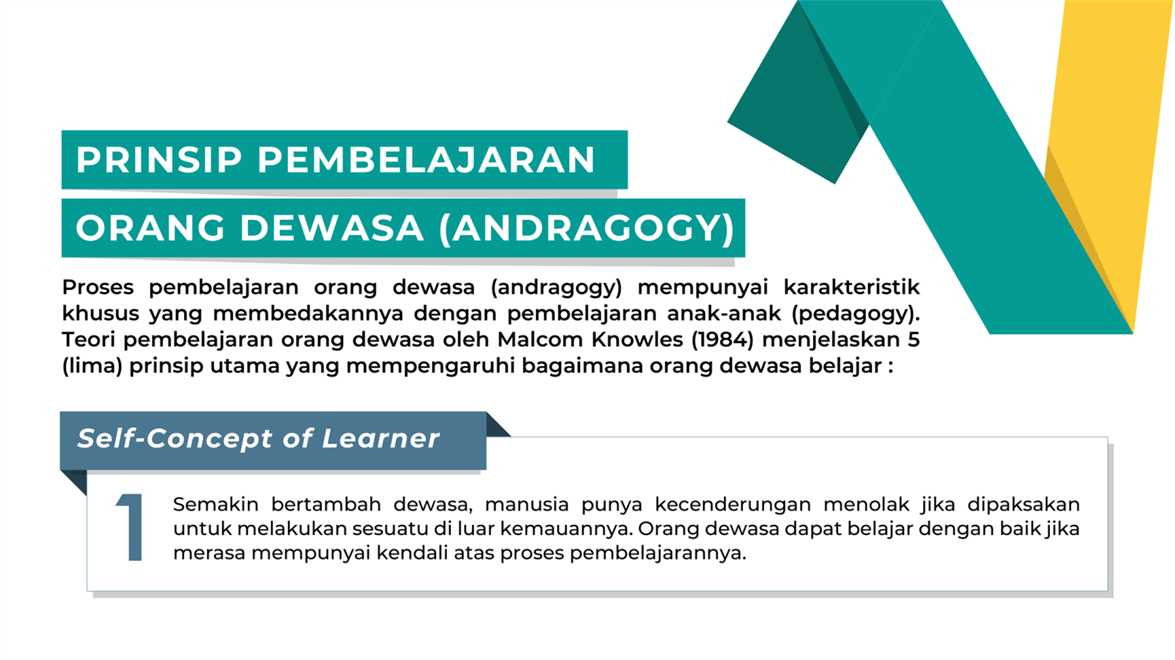 PRINSIP PEMBELAJARAN
ORANG DEWASA (ANDRAGOGY)
Proses pembelajaran orang dewasa (andragogy) mempunyai karakteristik
khusus yang membedakannya dengan pembelajaran anak-anak (pedagogy).
Teori pembelajaran orang dewasa oleh Malcom Knowles (1984) menjelaskan 5
(lima) prinsip utama yang mempengaruhi bagaimana orang dewasa belajar :
Self-Concept of Learner
1
Semakin bertambah dewasa, manusia punya kecenderungan menolak jika dipaksakan
untuk melakukan sesuatu di luar kemauannya. Orang dewasa dapat belajar dengan baik jika
merasa mempunyai kendali atas proses pembelajarannya.